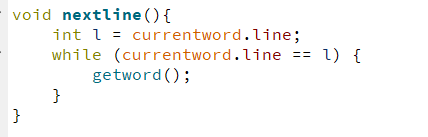 void nextline(){
    int l = currentword.line;
    while (currentword.line == l) {
        getword();
    }
}